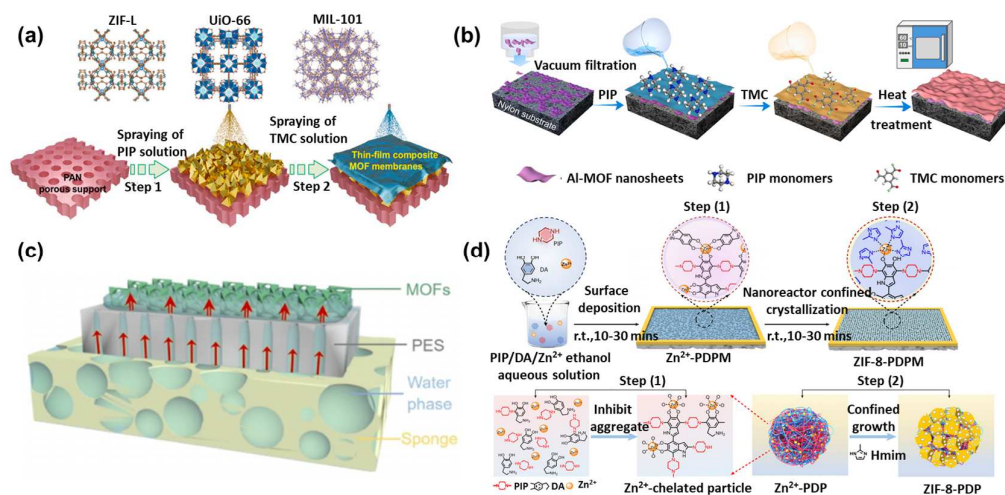 (a)
ZIF-L
UiO-66
MIL-101
Spraying of
PIP solution
Step 1
Spraying of
TMC solution
Step 2
PAN
porous support
Thin-film composite
MOF membranes
(b)
Vacuum filtration
PIP
TMC
Heat
treatment
Nylon substrate
Al-MOF nanosheets
PIP monomers
TMC monomers
(c)
MOFs
PES
Water
phase
Sponge
(d)
Step (1)
Step (2)
PIP
DA
Zn²⁺
Surface
deposition
r.t.,10-30 mins
Nanoreactor confined
crystallization
r.t.,10-30 mins
PIP/DA/Zn²⁺ ethanol
aqueous solution
Zn²⁺-PDPM
ZIF-8-PDPM
Step (1)
Step (2)
Inhibit
aggregate
Confined
growth
Hmim
PIP DA Zn²⁺
Zn²⁺-chelated particle
Zn²⁺-PDP
ZIF-8-PDP